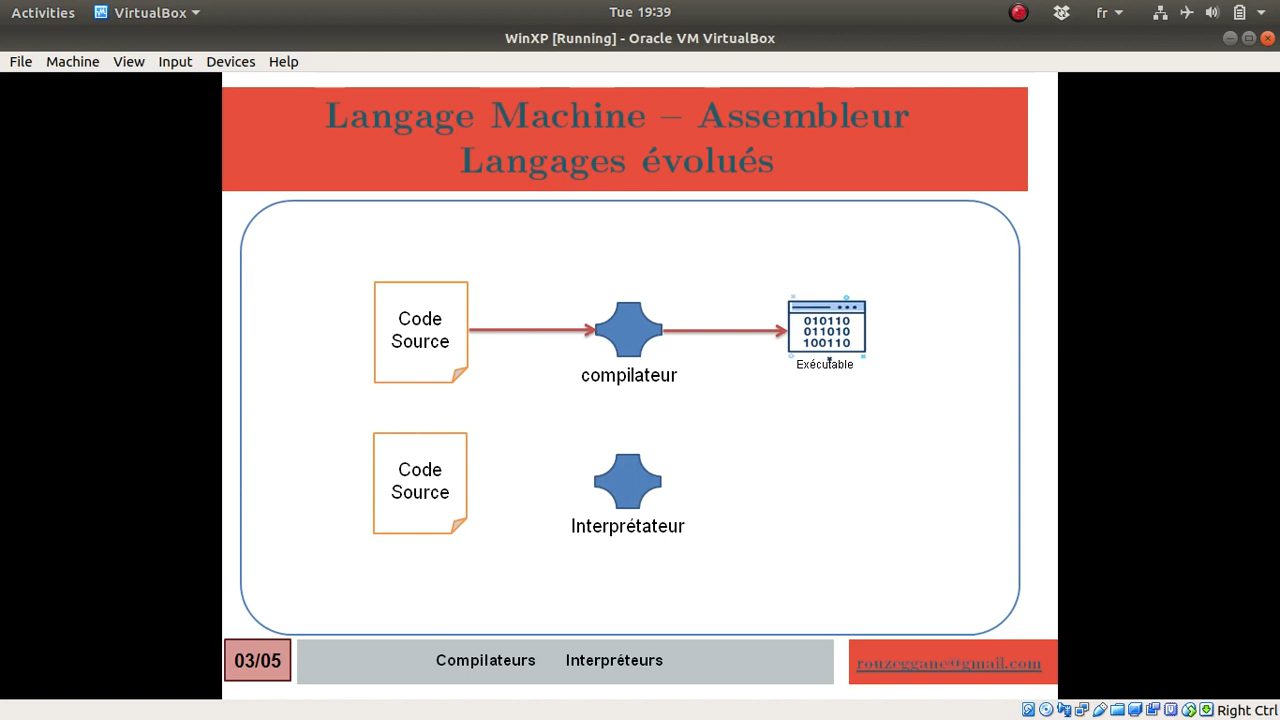 Activities VirtualBox Tue 19:39 fr
WinXP [Running] - Oracle VM VirtualBox
File Machine View Input Devices Help
Langage Machine – Assembleur
Langages évolués
Code
Source
compilateur
010110
011010
100110
Exécutable
Code
Source
Interprétateur
03/05 Compilateurs Interpréteurs rouzeggane@gmail.com
Right Ctrl